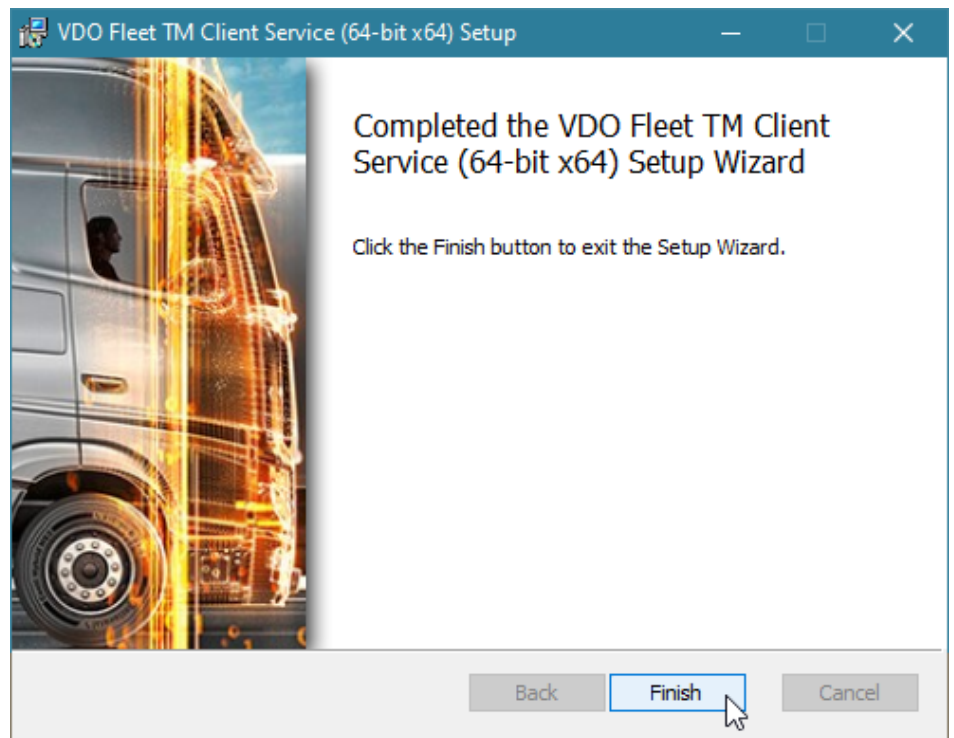 VDO Fleet TM Client Service (64-bit x64) Setup
Completed the VDO Fleet TM Client
Service (64-bit x64) Setup Wizard
Click the Finish button to exit the Setup Wizard.
Back
Finish
Cancel